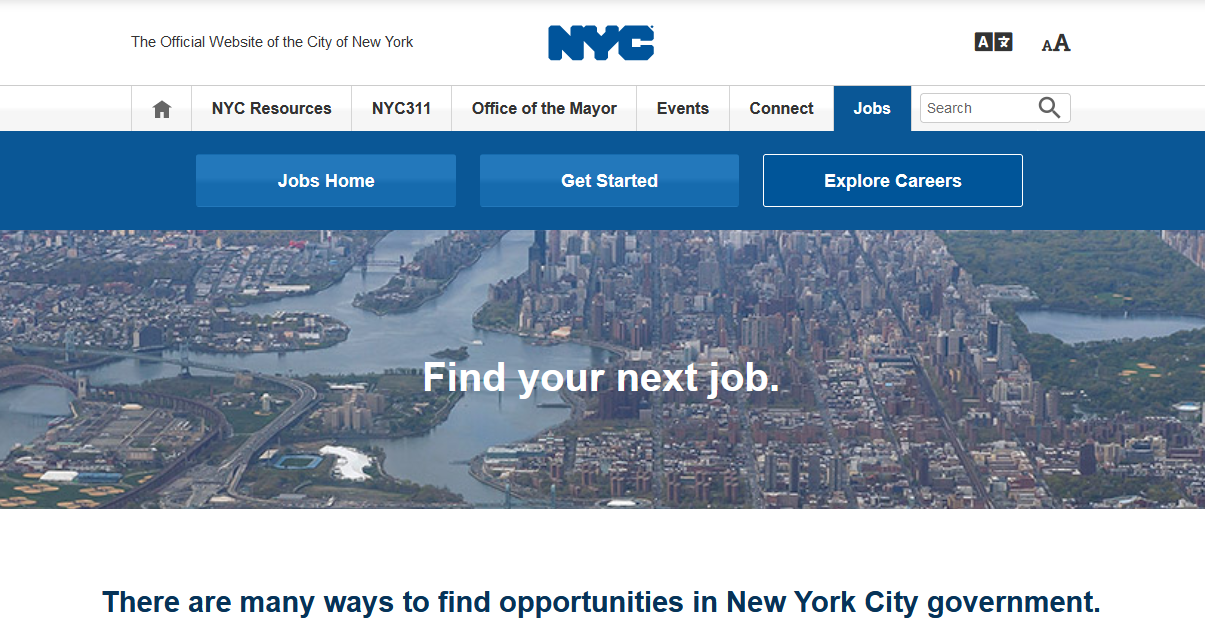 The Official Website of the City of New York
NYC
A
AA
NYC Resources
NYC311
Office of the Mayor
Events
Connect
Jobs
Search
Jobs Home
Get Started
Explore Careers
Find your next job.
There are many ways to find opportunities in New York City government.